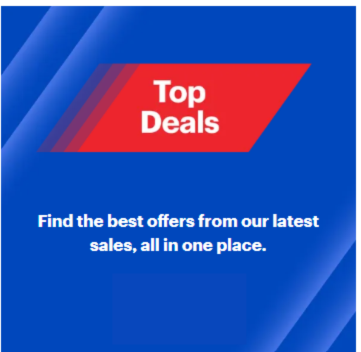 Top
Deals
Find the best offers from our latest
sales, all in one place.